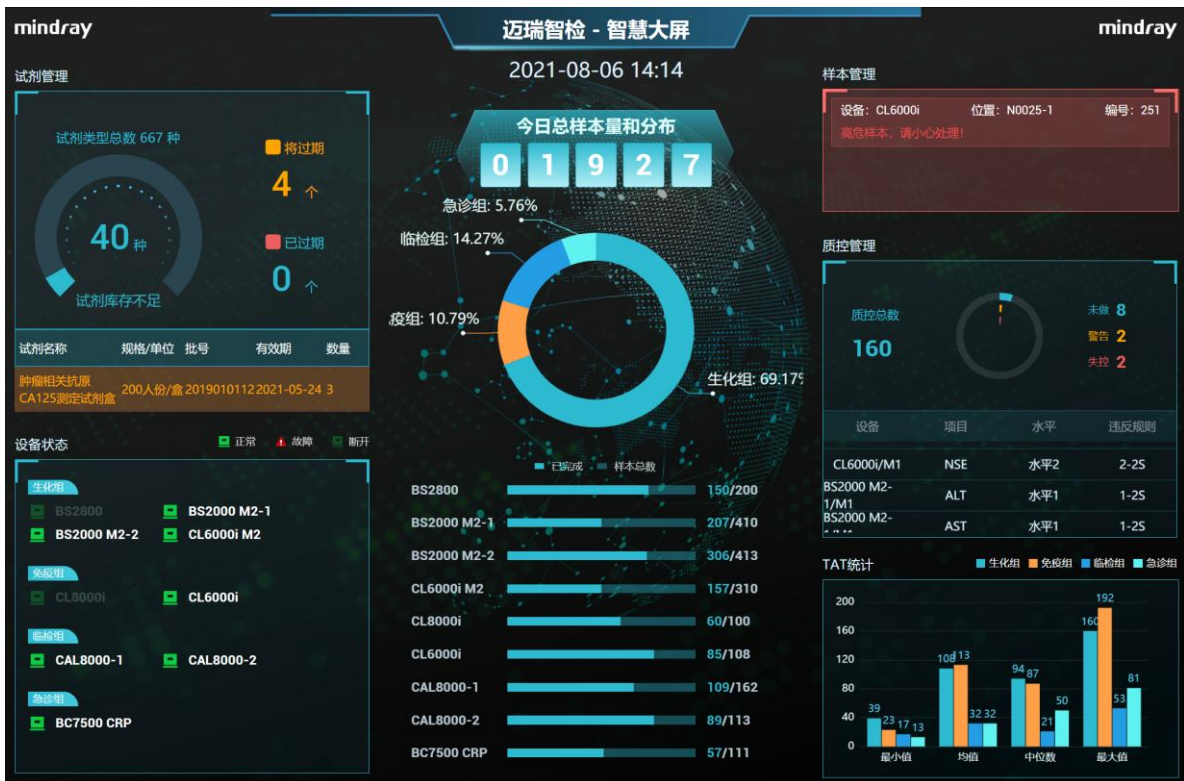 mindray
迈瑞智检 - 智慧大屏
mindray
2021-08-06 14:14
试剂管理
试剂类型总数 667 种
40 种
试剂库存不足
将过期
4 个
已过期
0 个
试剂名称 规格/单位 批号 有效期 数量
肿瘤相关抗原
CA125测定试剂盒 200人份/盒 2019010112 2021-05-24 3
设备状态
正常 故障 断开
生化组
BS2800 BS2000 M2-1
BS2000 M2-2 CL6000i M2
免疫组
CL8000i CL6000i
临检组
CAL8000-1 CAL8000-2
急诊组
BC7500 CRP
今日总样本量和分布
0 1 9 2 7
急诊组: 5.76%
临检组: 14.27%
疫组: 10.79%
生化组: 69.17%
已完成 样本总数
BS2800 150/200
BS2000 M2-1 207/410
BS2000 M2-2 306/413
CL6000i M2 157/310
CL8000i 60/100
CL6000i 85/108
CAL8000-1 109/162
CAL8000-2 89/113
BC7500 CRP 57/111
样本管理
设备: CL6000i 位置: N0025-1 编号: 251
高危样本, 请小心处理!
质控管理
质控总数
160
未做 8
警告 2
失控 2
设备 项目 水平 违反规则
CL6000i/M1 NSE 水平2 2-2S
BS2000 M2-
1/M1 ALT 水平1 1-2S
BS2000 M2-
AST 水平1 1-2S
TAT统计
生化组 免疫组 临检组 急诊组
200
160
120
80
40
0
39 23 17 13
108 113 32 32
94 87 21 50
160 192 53 81
最小值 均值 中位数 最大值